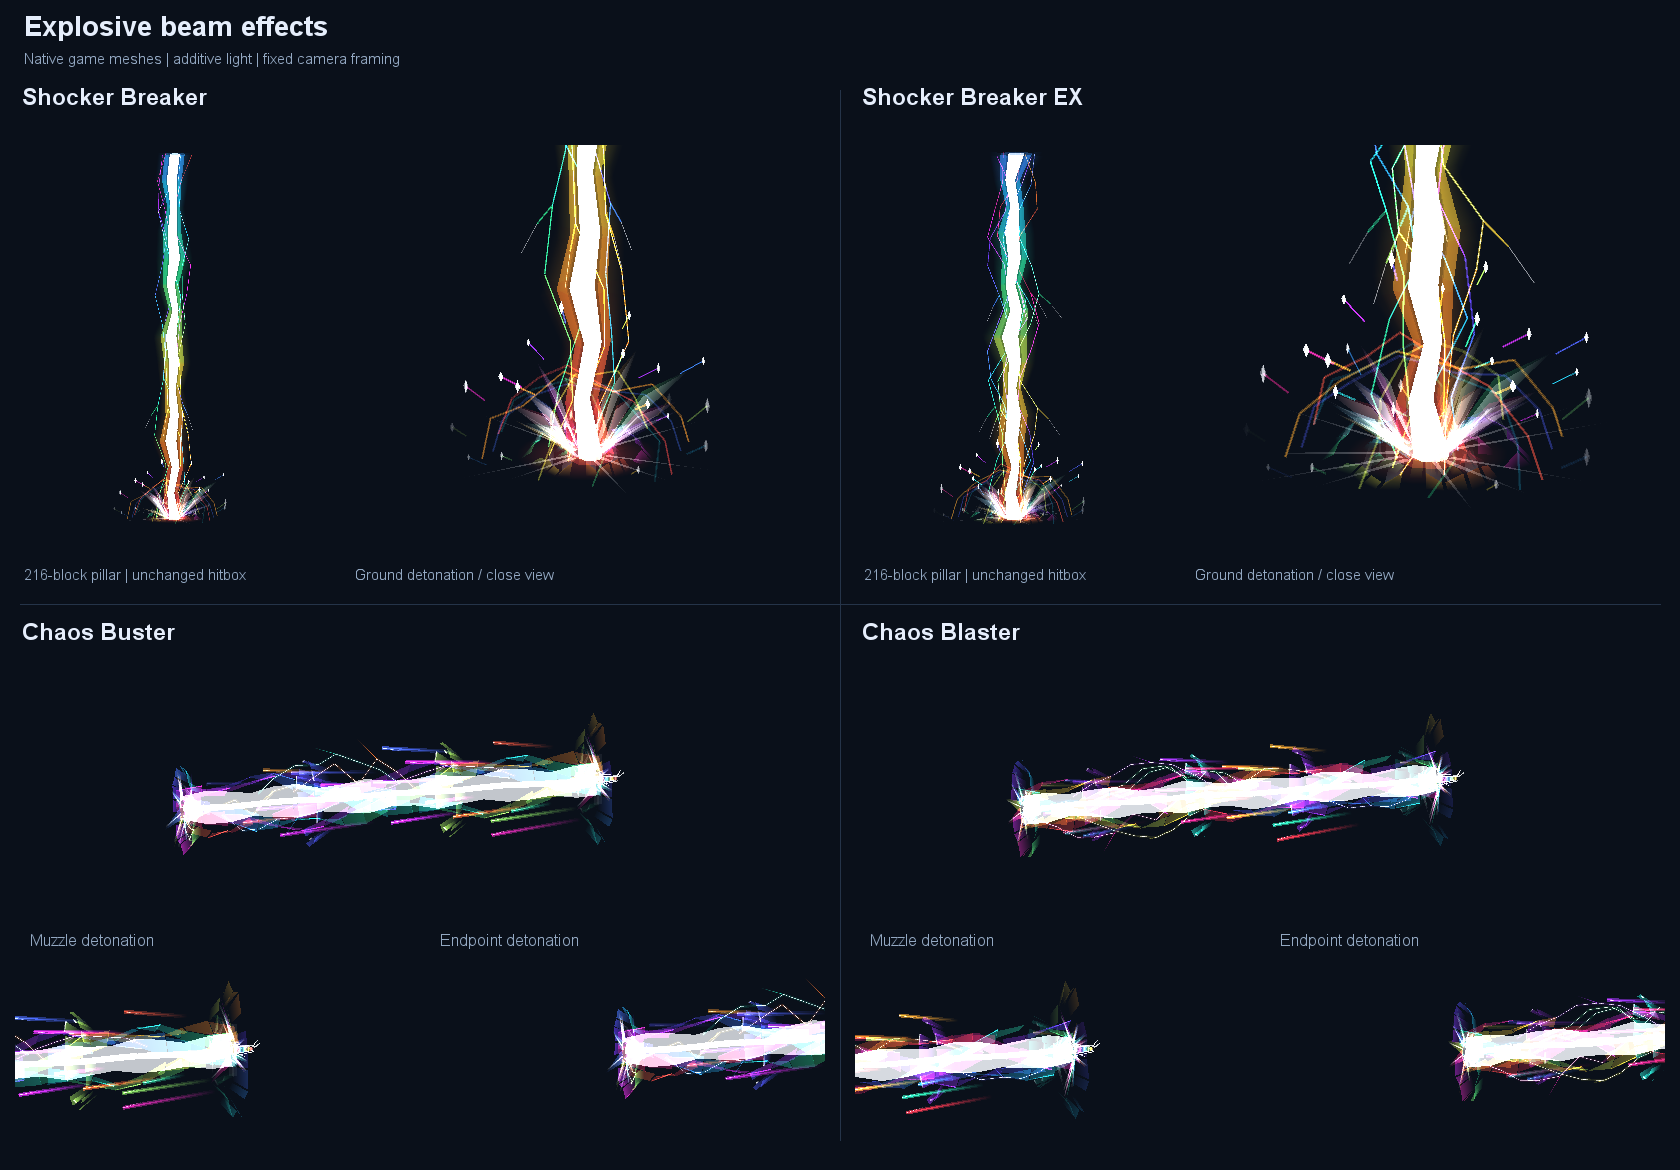 Explosive beam effects
Native game meshes | additive light | fixed camera framing
Shocker Breaker
216-block pillar | unchanged hitbox
Ground detonation / close view
Shocker Breaker EX
216-block pillar | unchanged hitbox
Ground detonation / close view
Chaos Buster
Muzzle detonation
Endpoint detonation
Chaos Blaster
Muzzle detonation
Endpoint detonation